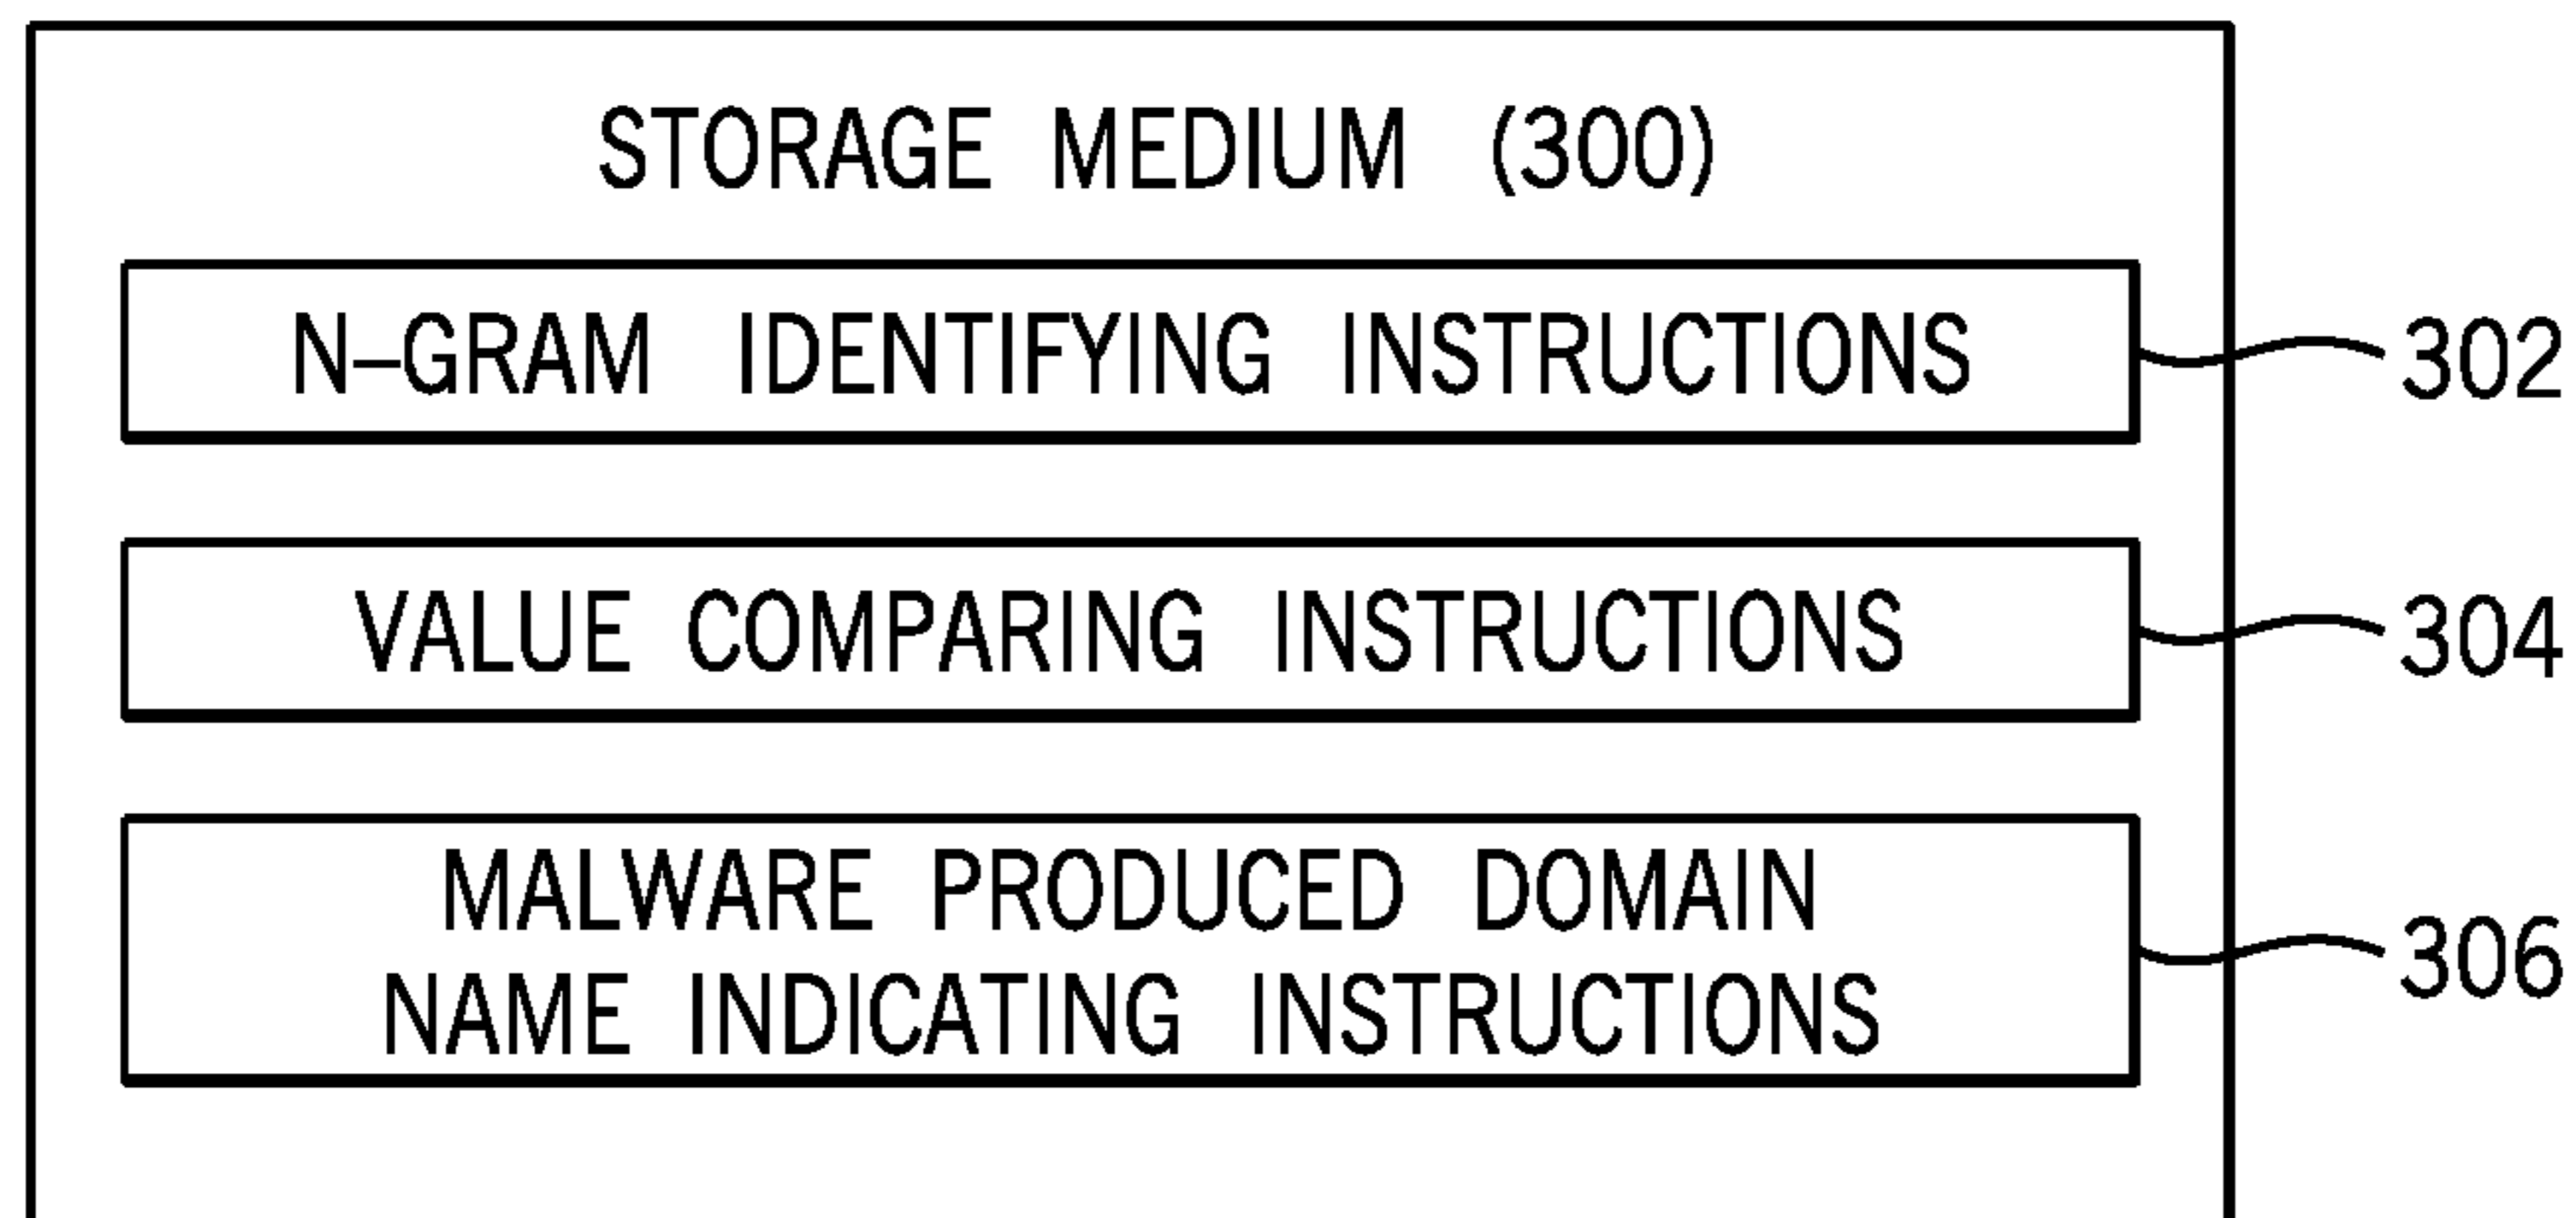 STORAGE MEDIUM (300)
N–GRAM IDENTIFYING INSTRUCTIONS
302
VALUE COMPARING INSTRUCTIONS
304
MALWARE PRODUCED DOMAIN
NAME INDICATING INSTRUCTIONS
306